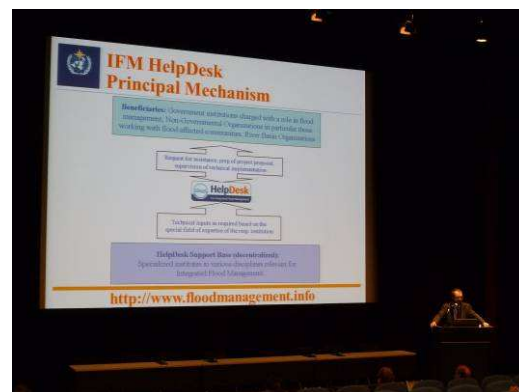 IFM HelpDesk
Principal Mechanism
Beneficiaries: Government institutions charged with a role in flood
management, Non-Governmental Organizations in particular those
working with flood-affected communities, River Basin Organizations
Request for assistance, prep of project proposal
supervision of technical implementation
HelpDesk
Technical inputs as required based on the
special field of expertise of the resp. institution
HelpDesk Support Base (decentralized):
Specialized institutes in various disciplines relevant for
Integrated Flood Management
http://www.floodmanagement.info